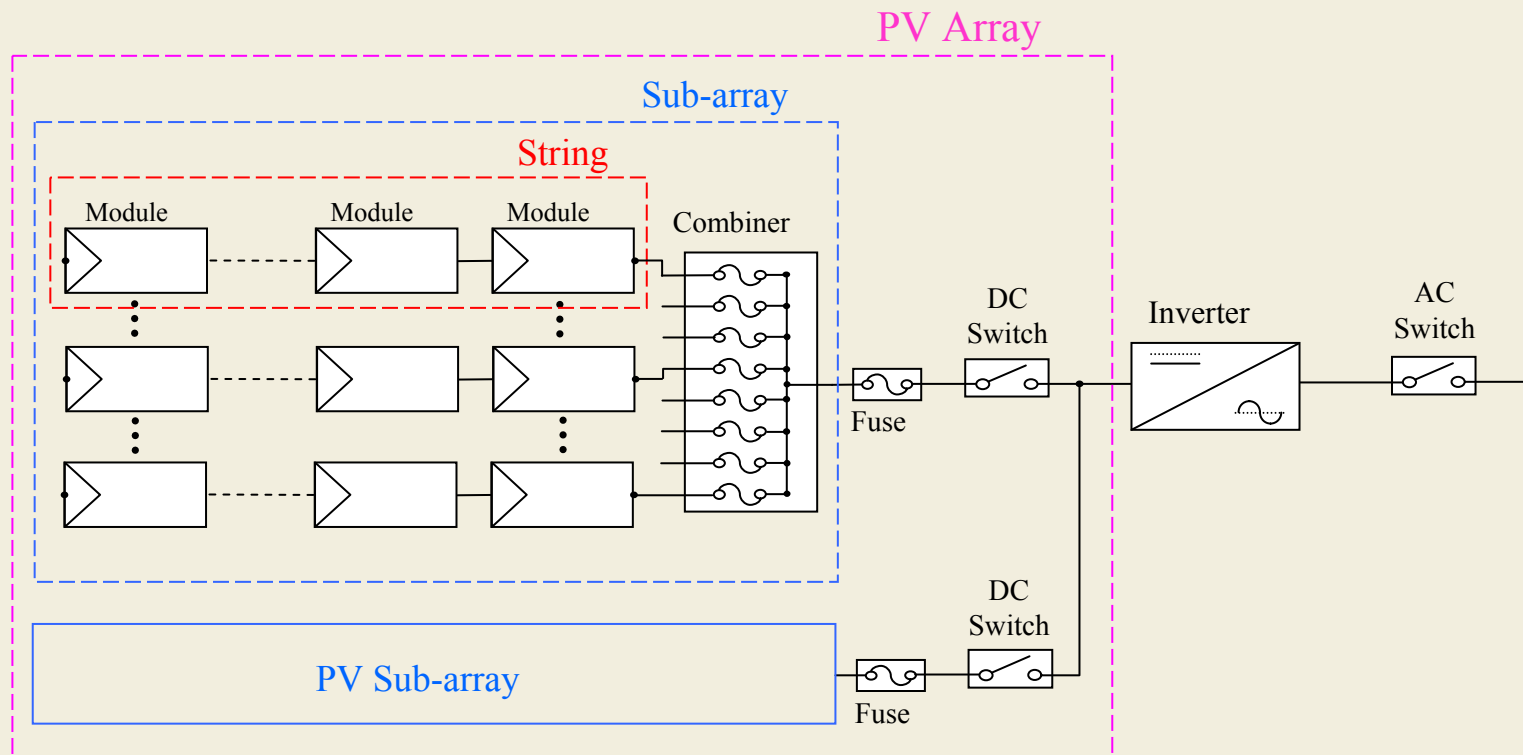 PV Array
Sub-array
String
Module
Module
Module
Combiner
DC
Switch
Inverter
AC
Switch
Fuse
DC
Switch
PV Sub-array
Fuse